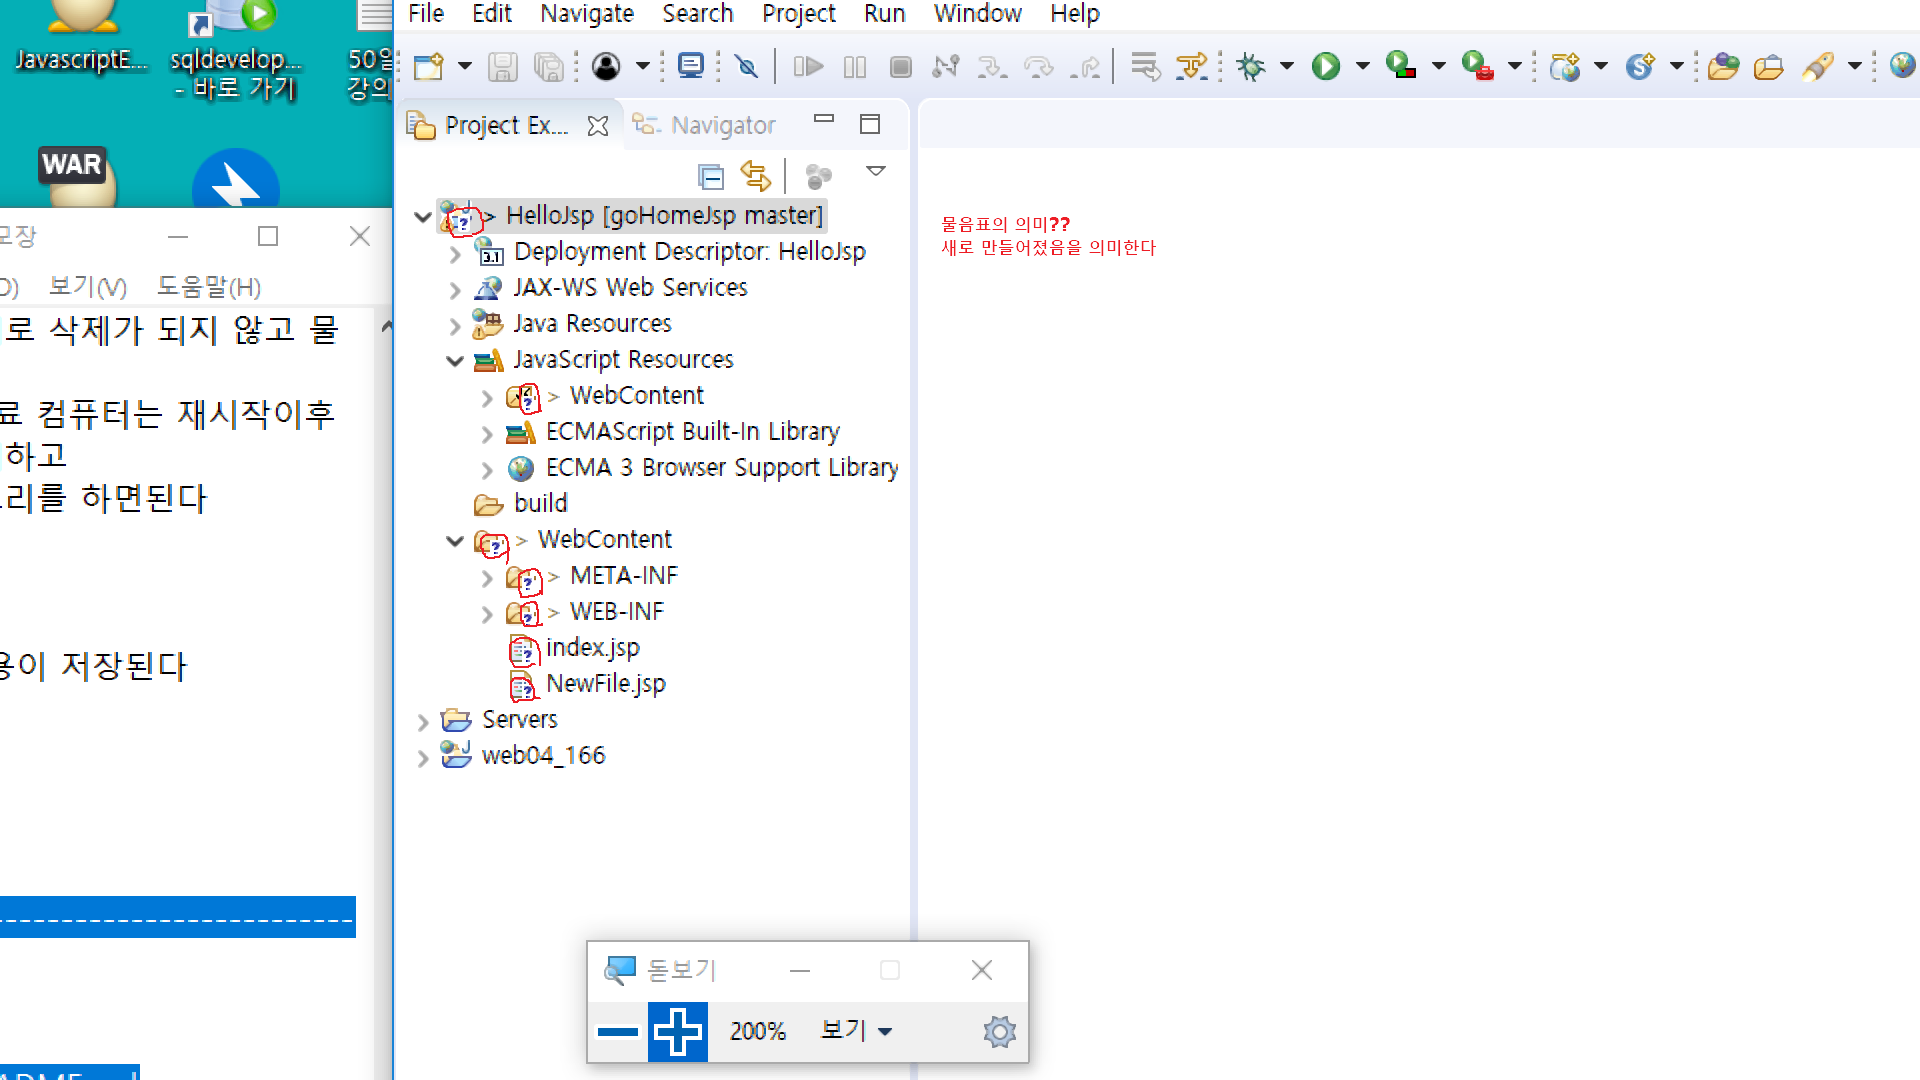 JavascriptE...
sqldevelop...
- 바로 가기
50일
강의
WAR
모장
보기(V) 도움말(H)
로 삭제가 되지 않고 물
료 컴퓨터는 재시작이후
하고
리를 하면된다
용이 저장된다
---------------------------
File Edit Navigate Search Project Run Window Help
Project Ex... Navigator
> HelloJsp [goHomeJsp master]
3.1 Deployment Descriptor: HelloJsp
JAX-WS Web Services
Java Resources
JavaScript Resources
? > WebContent
ECMAScript Built-In Library
ECMA 3 Browser Support Library
build
? > WebContent
? > META-INF
? > WEB-INF
? index.jsp
? NewFile.jsp
Servers
web04_166
물음표의 의미??
새로 만들어졌음을 의미한다
돋보기
200% 보기